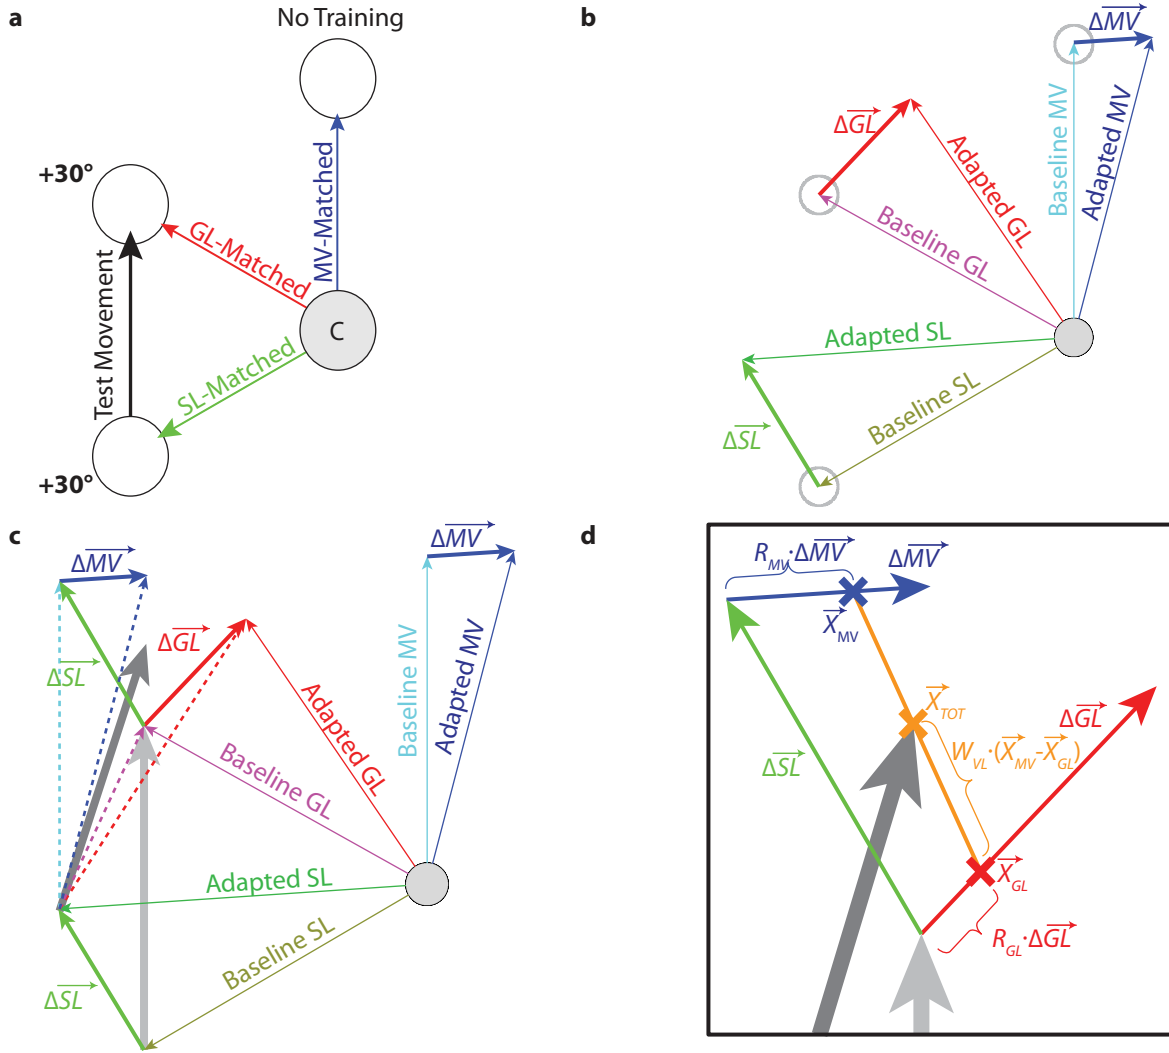 a
No Training
+30°
GL-Matched
MV-Matched
Test Movement
C
SL-Matched
+30°
b
ΔMV
ΔGL
Baseline MV
Adapted MV
Adapted GL
Baseline GL
Adapted SL
Baseline SL
ΔSL
c
ΔMV
ΔMV
ΔGL
ΔSL
Baseline MV
Adapted MV
Adapted GL
Baseline GL
Adapted SL
Baseline SL
ΔSL
d
R_MV·ΔMV
ΔMV
X_MV
X_TOT
ΔGL
W_VL·(X_MV-X_GL)
ΔSL
X_GL
R_GL·ΔGL